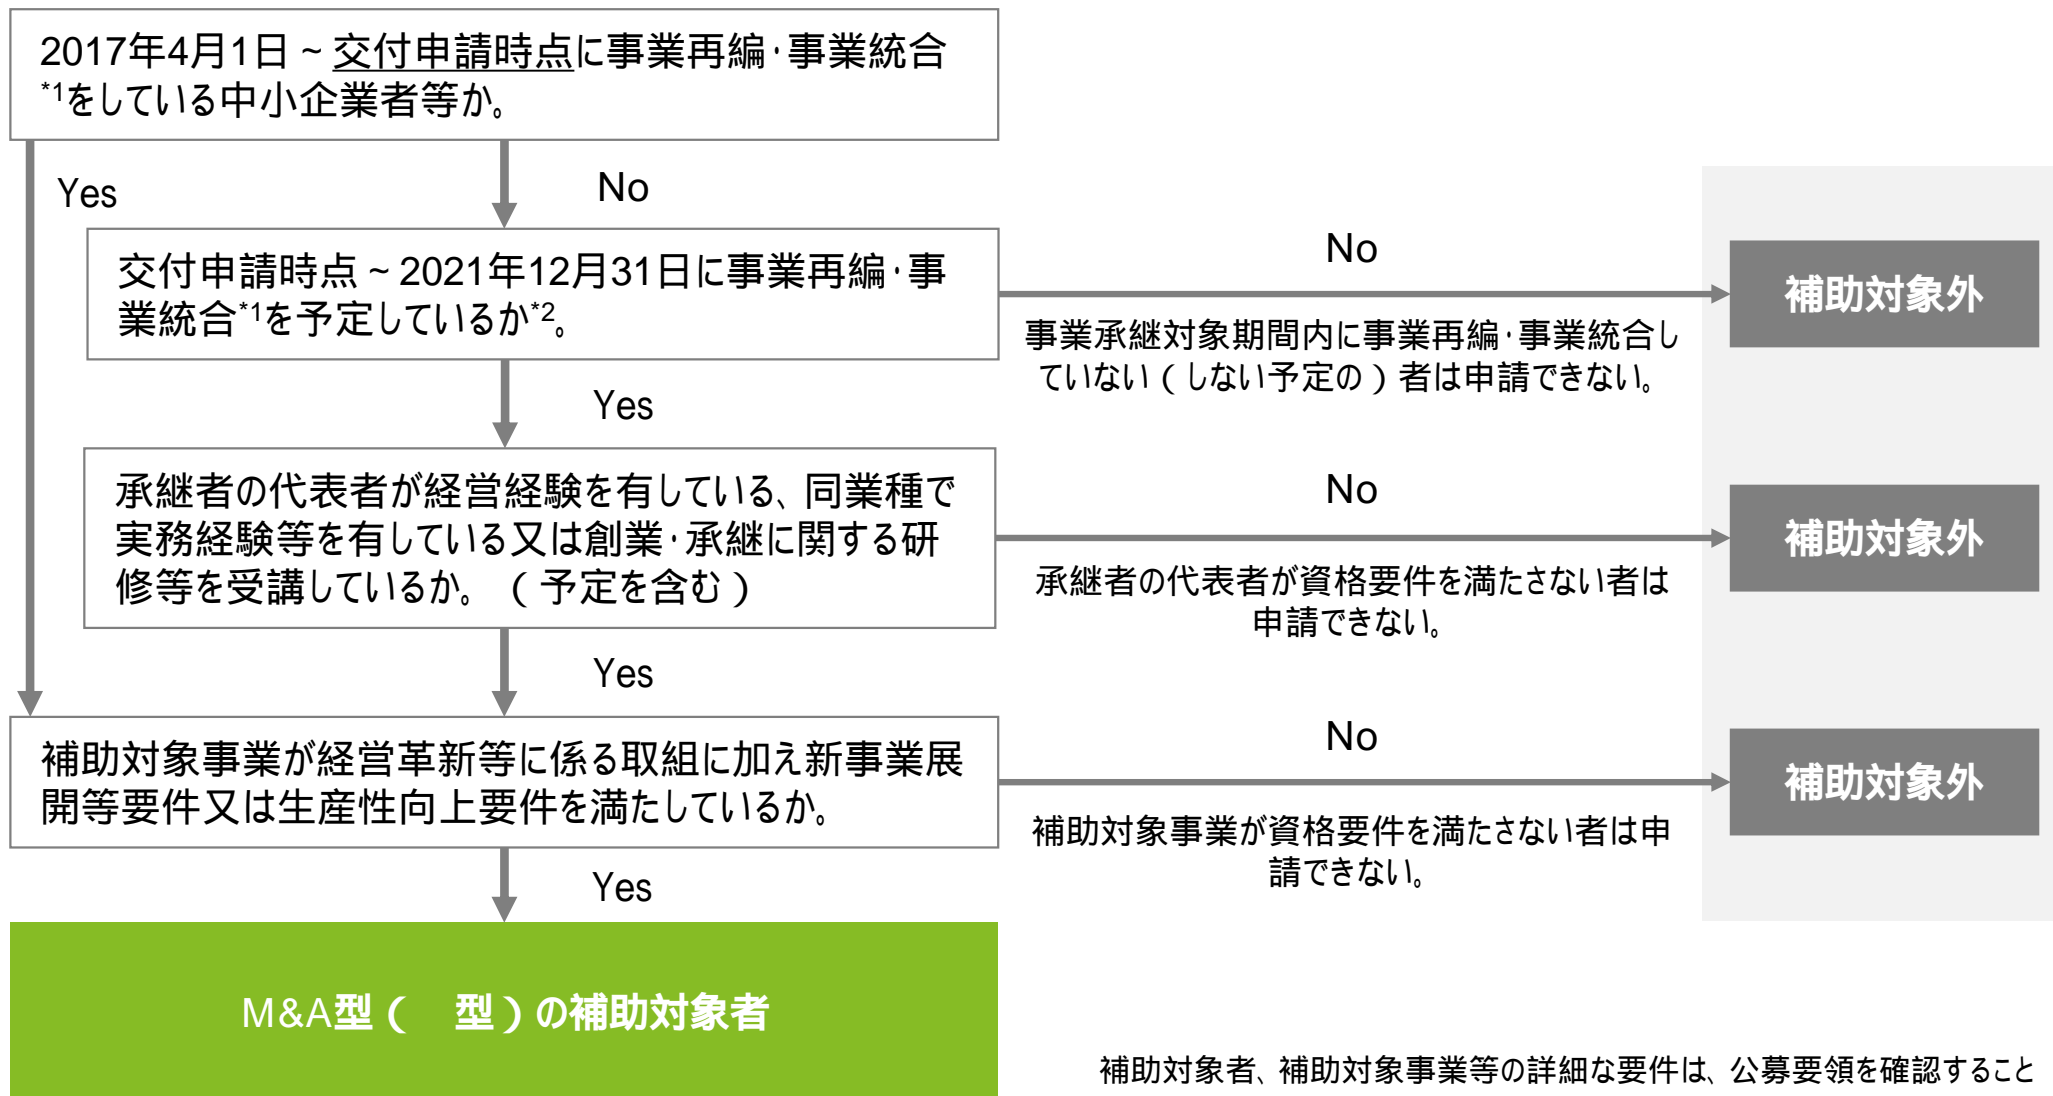 2017年4月1日~交付申請時点に事業再編・事業統合
*1をしている中小企業者等か。
Yes
No
交付申請時点~2021年12月31日に事業再編・事
業統合*1を予定しているか*2。
No
補助対象外
事業承継対象期間内に事業再編・事業統合し
ていない(しない予定の)者は申請できない。
Yes
承継者の代表者が経営経験を有している、同業種で
実務経験等を有している又は創業・承継に関する研
修等を受講しているか。(予定を含む)
No
補助対象外
承継者の代表者が資格要件を満たさない者は
申請できない。
Yes
補助対象事業が経営革新等に係る取組に加え新事業展
開等要件又は生産性向上要件を満たしているか。
No
補助対象外
補助対象事業が資格要件を満たさない者は申
請できない。
Yes
M&A型( 型)の補助対象者
補助対象者、補助対象事業等の詳細な要件は、公募要領を確認すること